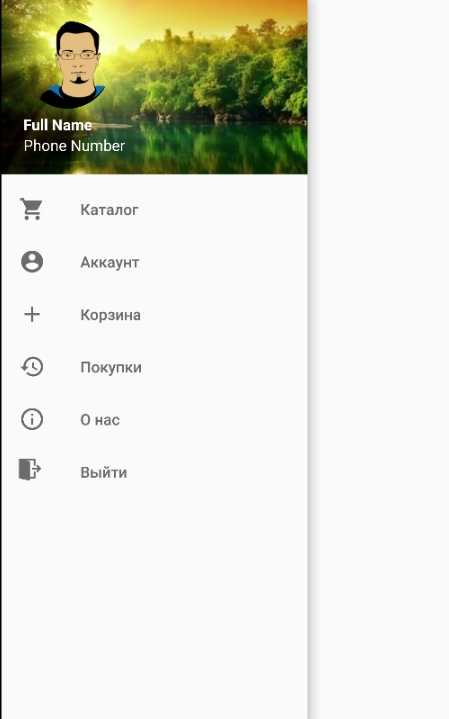 Full Name
Phone Number
Каталог
Аккаунт
Корзина
Покупки
О нас
Выйти